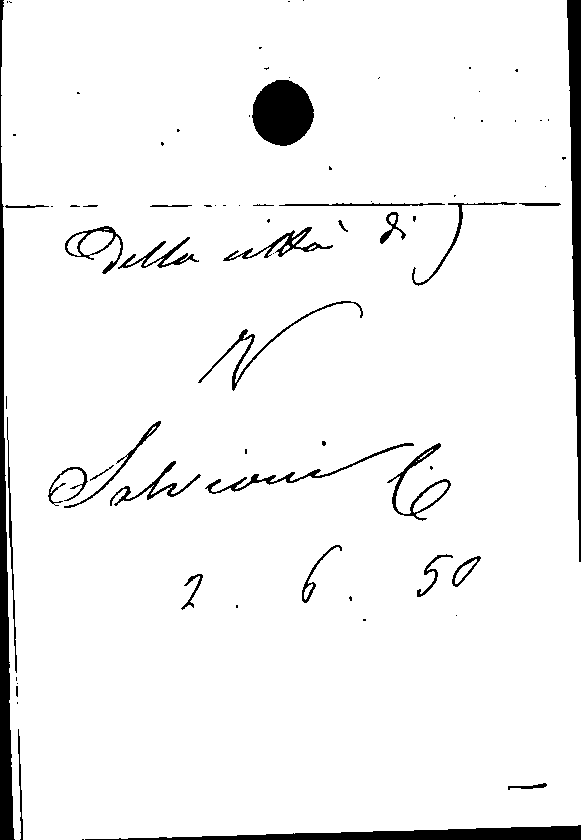 Della città di)
V
Salvioni C.
2. 6. 50